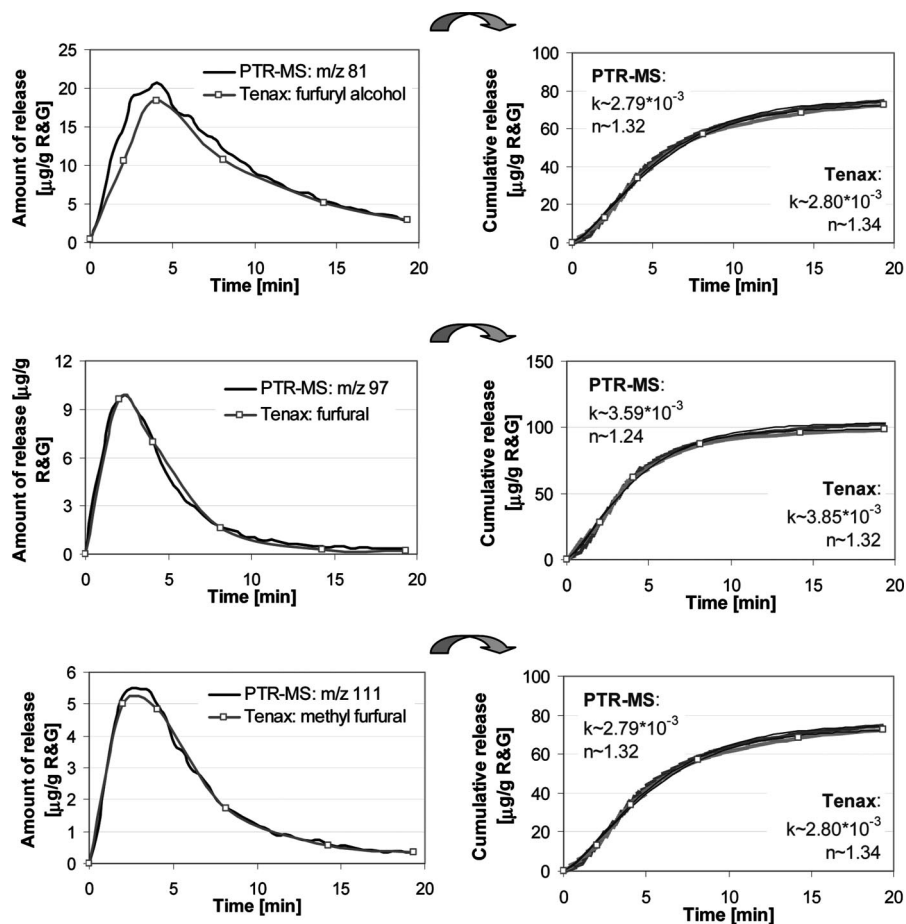 25
20
15
10
5
0
Amount of release
[µg/g R&G]
PTR-MS: m/z 81
Tenax: furfuryl alcohol
0 5 10 15 20
Time [min]
100
80
60
40
20
0
Cumulative release
[µg/g R&G]
PTR-MS:
k~2.79*10⁻³
n~1.32
Tenax:
k~2.80*10⁻³
n~1.34
0 5 10 15 20
Time [min]
12
9
6
3
0
Amount of release [µg/g
R&G]
PTR-MS: m/z 97
Tenax: furfural
0 5 10 15 20
Time [min]
150
100
50
0
Cumulative release
[µg/g R&G]
PTR-MS:
k~3.59*10⁻³
n~1.24
Tenax:
k~3.85*10⁻³
n~1.32
0 5 10 15 20
Time [min]
6
5
4
3
2
1
0
Amount of release
[µg/g R&G]
PTR-MS: m/z 111
Tenax: methyl furfural
0 5 10 15 20
Time [min]
100
80
60
40
20
0
Cumulative release
[µg/g R&G]
PTR-MS:
k~2.79*10⁻³
n~1.32
Tenax:
k~2.80*10⁻³
n~1.34
0 5 10 15 20
Time [min]